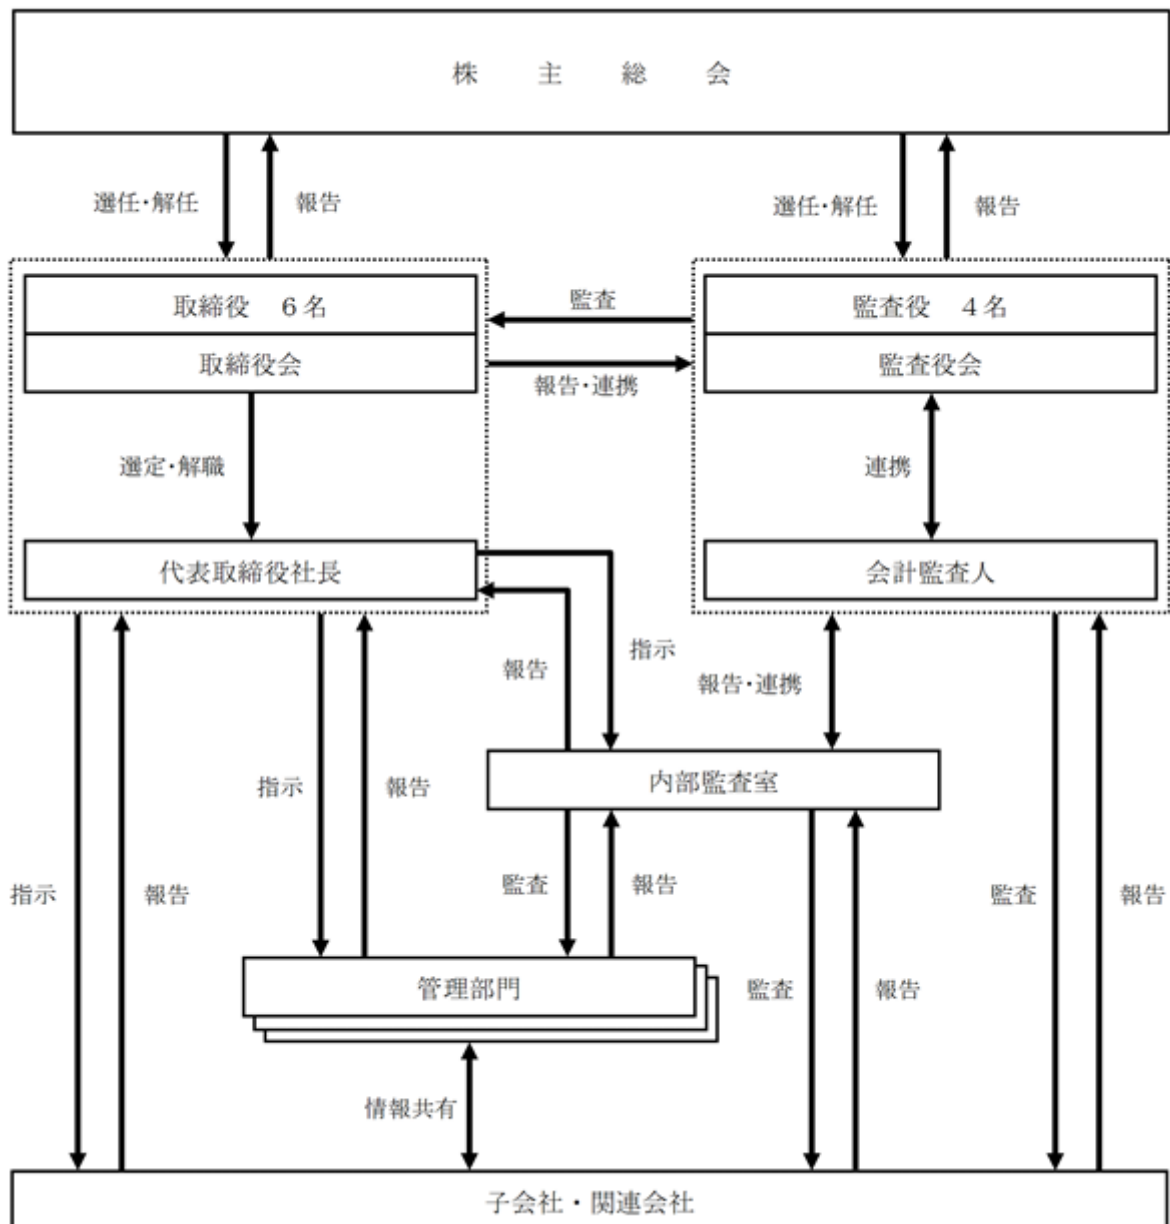 株主総会
選任・解任
報告
選任・解任
報告
取締役 6名
取締役会
監査
報告・連携
監査役 4名
監査役会
選定・解職
連携
代表取締役社長
会計監査人
報告
指示
報告・連携
指示
報告
内部監査室
指示
報告
監査
報告
監査
報告
管理部門
監査
報告
情報共有
子会社・関連会社